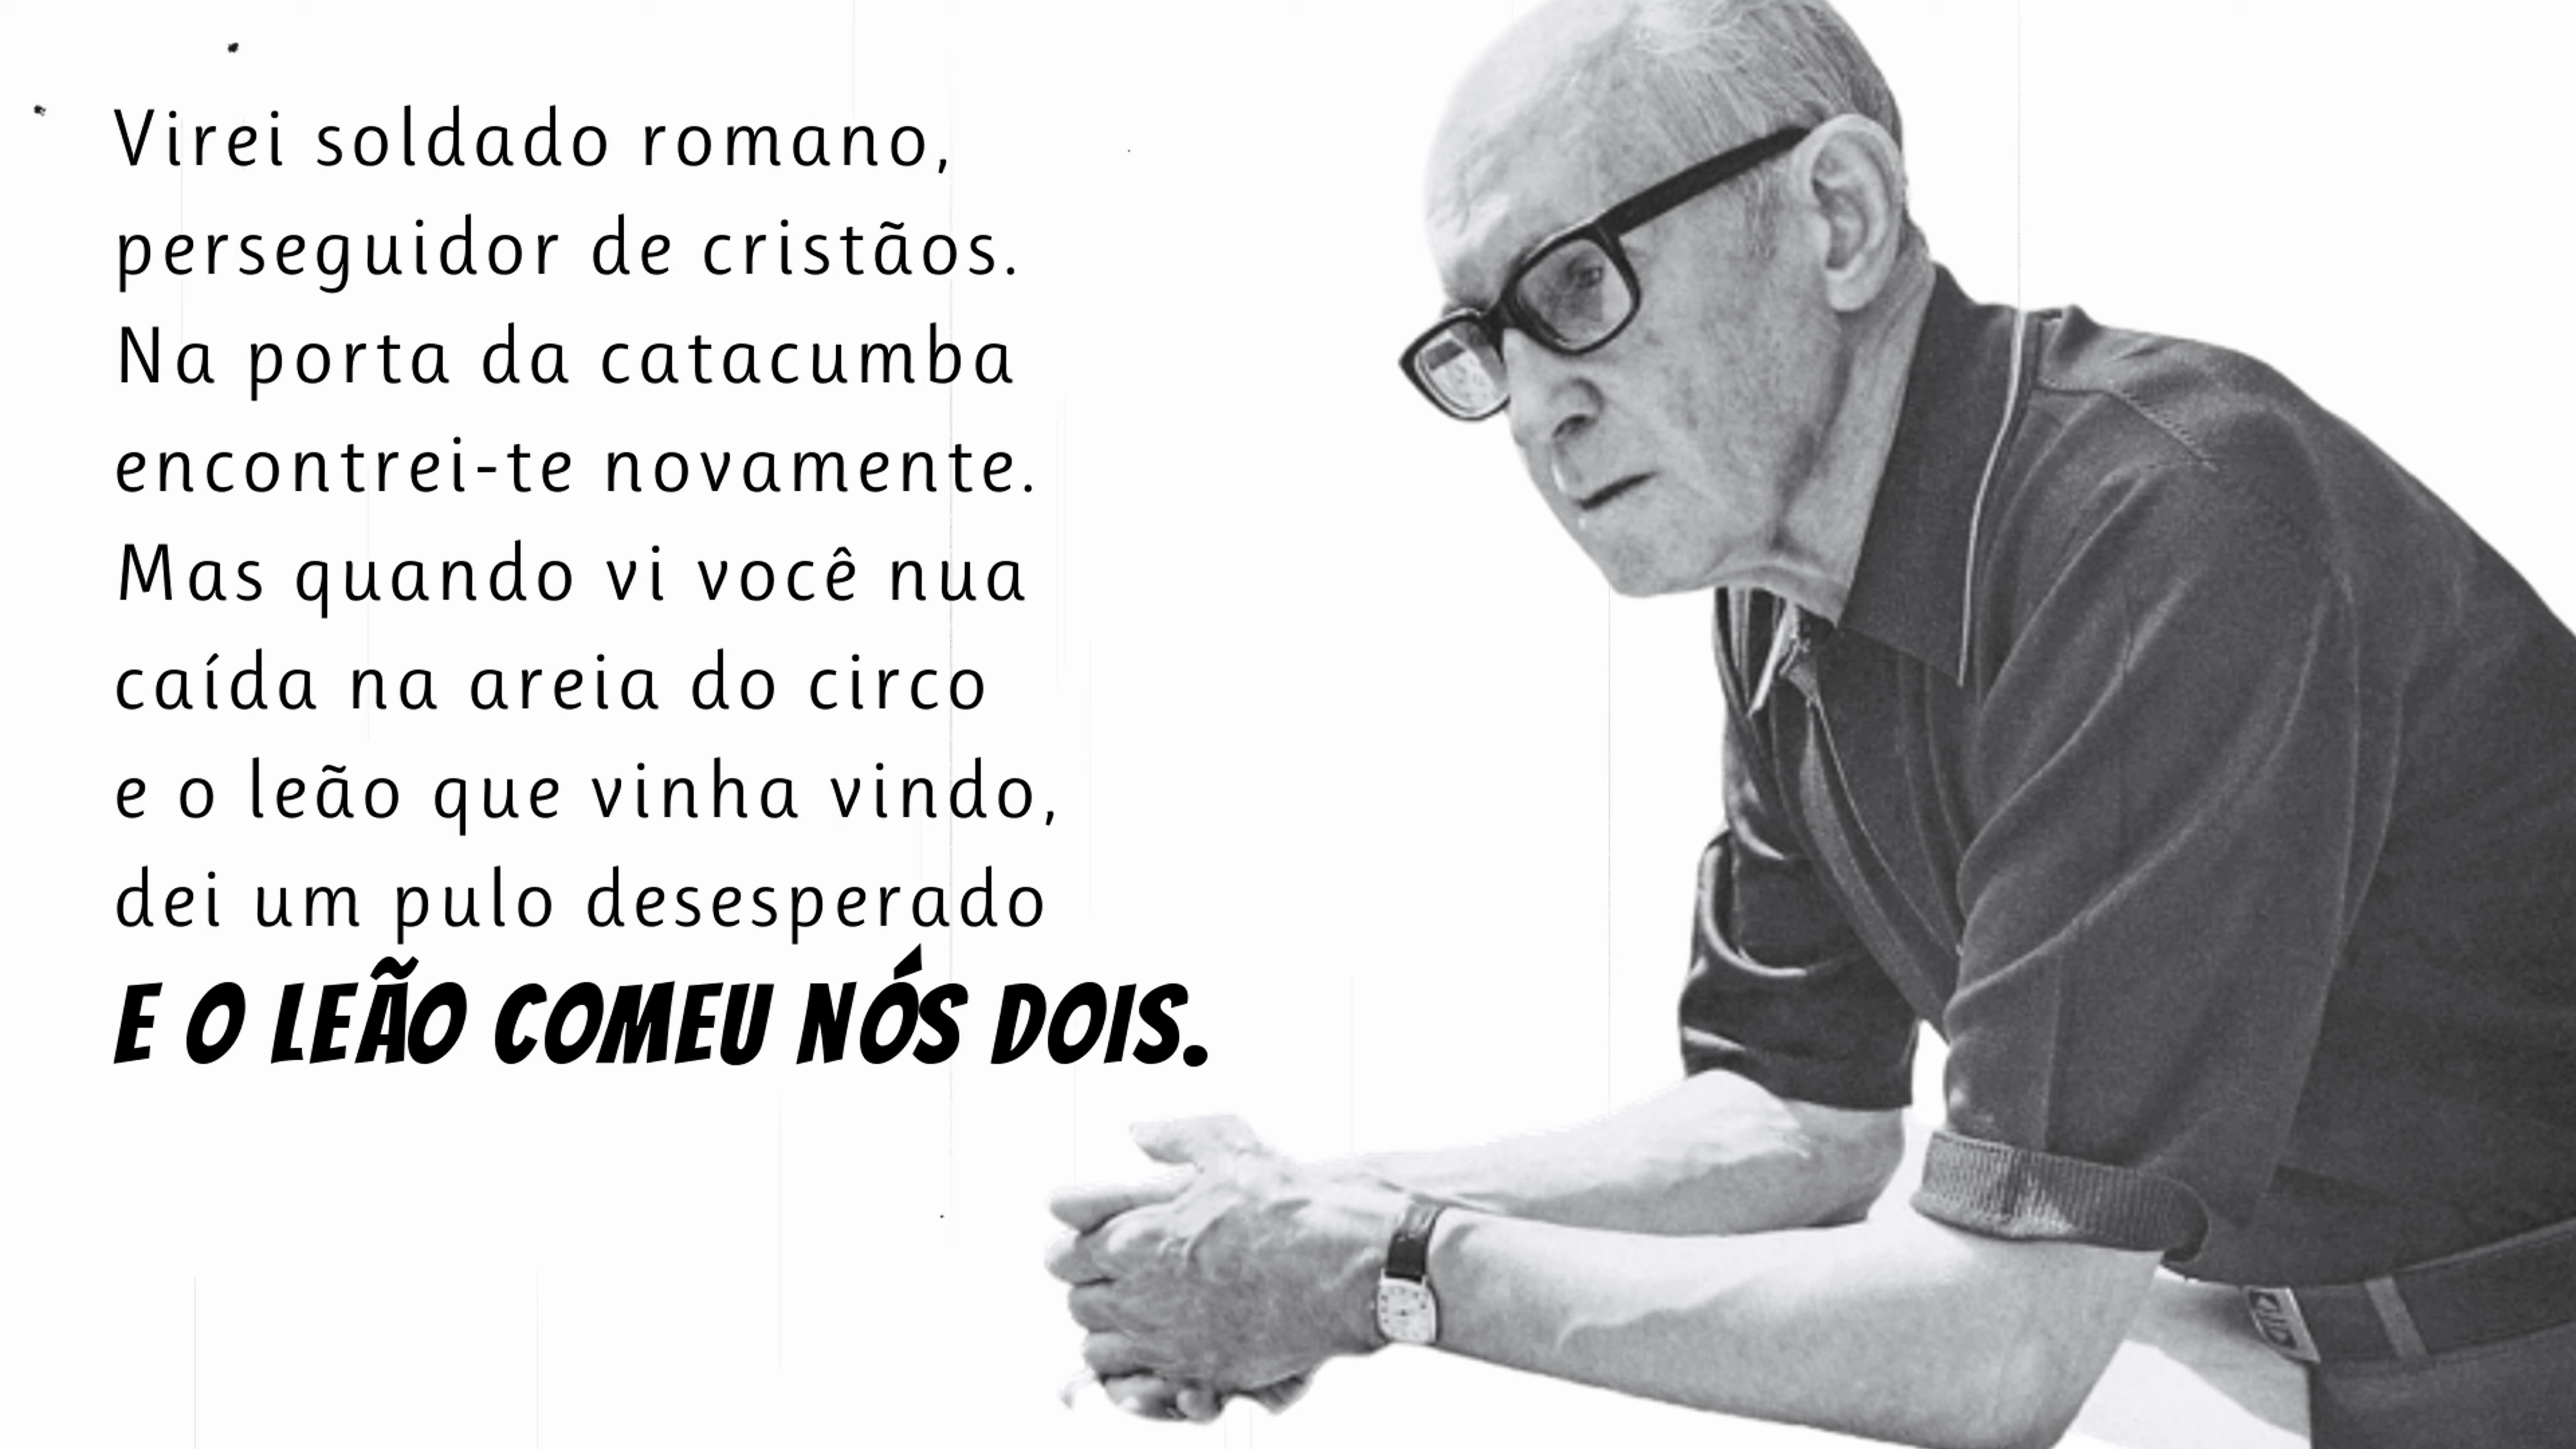 Virei soldado romano,
perseguidor de cristãos.
Na porta da catacumba
encontrei-te novamente.
Mas quando vi você nua
caída na areia do circo
e o leão que vinha vindo,
dei um pulo desesperado
E O LEÃO COMEU NÓS DOIS.